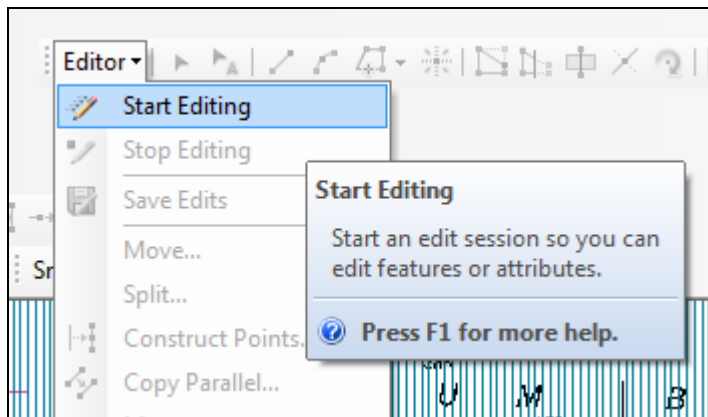 Editor
Start Editing
Stop Editing
Save Edits
Move...
Split...
Construct Points.
Copy Parallel...
Start Editing
Start an edit session so you can
edit features or attributes.
Press F1 for more help.
U M | B